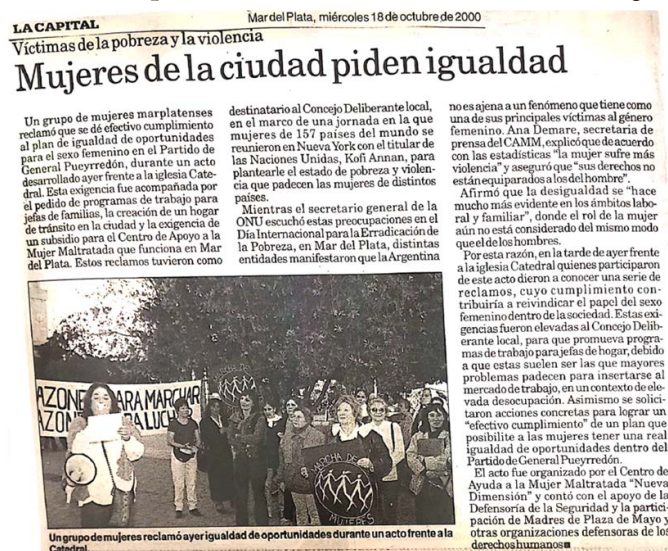 LA CAPITAL
Mar del Plata, miércoles 18 de octubre de 2000
Víctimas de la pobreza y la violencia
Mujeres de la ciudad piden igualdad
Un grupo de mujeres marplatenses
reclamó que se dé efectivo cumplimiento
al plan de igualdad de oportunidades
para el sexo femenino en el Partido de
General Pueyrredón, durante un acto
desarrollado ayer frente a la iglesia Cate-
dral. Esta exigencia fue acompañada por
el pedido de programas de trabajo para
jefas de familias, la creación de un hogar
de tránsito en la ciudad y la exigencia de
un subsidio para el Centro de Apoyo a la
Mujer Maltratada que funciona en Mar
del Plata. Estos reclamos tuvieron como
destinatario al Concejo Deliberante local,
en el marco de una jornada en la que
mujeres de 157 países del mundo se
reunieron en Nueva York con el titular de
las Naciones Unidas, Kofi Annan, para
plantearle el estado de pobreza y violen-
cia que padecen las mujeres de distintos
países.
Mientras el secretario general de la
ONU escuchó estas preocupaciones en el
Día Internacional para la Erradicación de
la Pobreza, en Mar del Plata, distintas
entidades manifestaron que la Argentina
no es ajena a un fenómeno que tiene como
una de sus principales víctimas al género
femenino. Ana Demare, secretaria de
prensa del CAMM, explicó que de acuerdo
con las estadísticas "la mujer sufre más
violencia" y aseguró que "sus derechos no
están equiparados a los del hombre".
Afirmó que la desigualdad se "hace
mucho más evidente en los ámbitos labo-
ral y familiar", donde el rol de la mujer
aún no está considerado del mismo modo
que el de los hombres.
Por esta razón, en la tarde de ayer frente
a la iglesia Catedral quienes participaron
de este acto dieron a conocer una serie de
reclamos, cuyo cumplimiento con-
tribuiría a reivindicar el papel del sexo
femenino dentro de la sociedad. Estas exi-
gencias fueron elevadas al Concejo Delib-
erante local, para que promueva progra-
mas de trabajo para jefas de hogar, debido
a que estas suelen ser las que mayores
problemas padecen para insertarse al
mercado de trabajo, en un contexto de ele-
vada desocupación. Asimismo se solici-
taron acciones concretas para lograr un
"efectivo cumplimiento" de un plan que
posibilite a las mujeres tener una real
igualdad de oportunidades dentro del
Partido de General Pueyrredón.
El acto fue organizado por el Centro de
Ayuda a la Mujer Maltratada "Nueva
Dimensión" y contó con el apoyo de la
Defensoría de la Seguridad y la partici-
pación de Madres de Plaza de Mayo y
otras organizaciones defensoras de los
derechos humanos
AZONES PARA MARCHAR
AZONE RA LUCH
MARCHA DE
MUJERES
Un grupo de mujeres reclamó ayer igualdad de oportunidades durante un acto frente a la
Catedral.